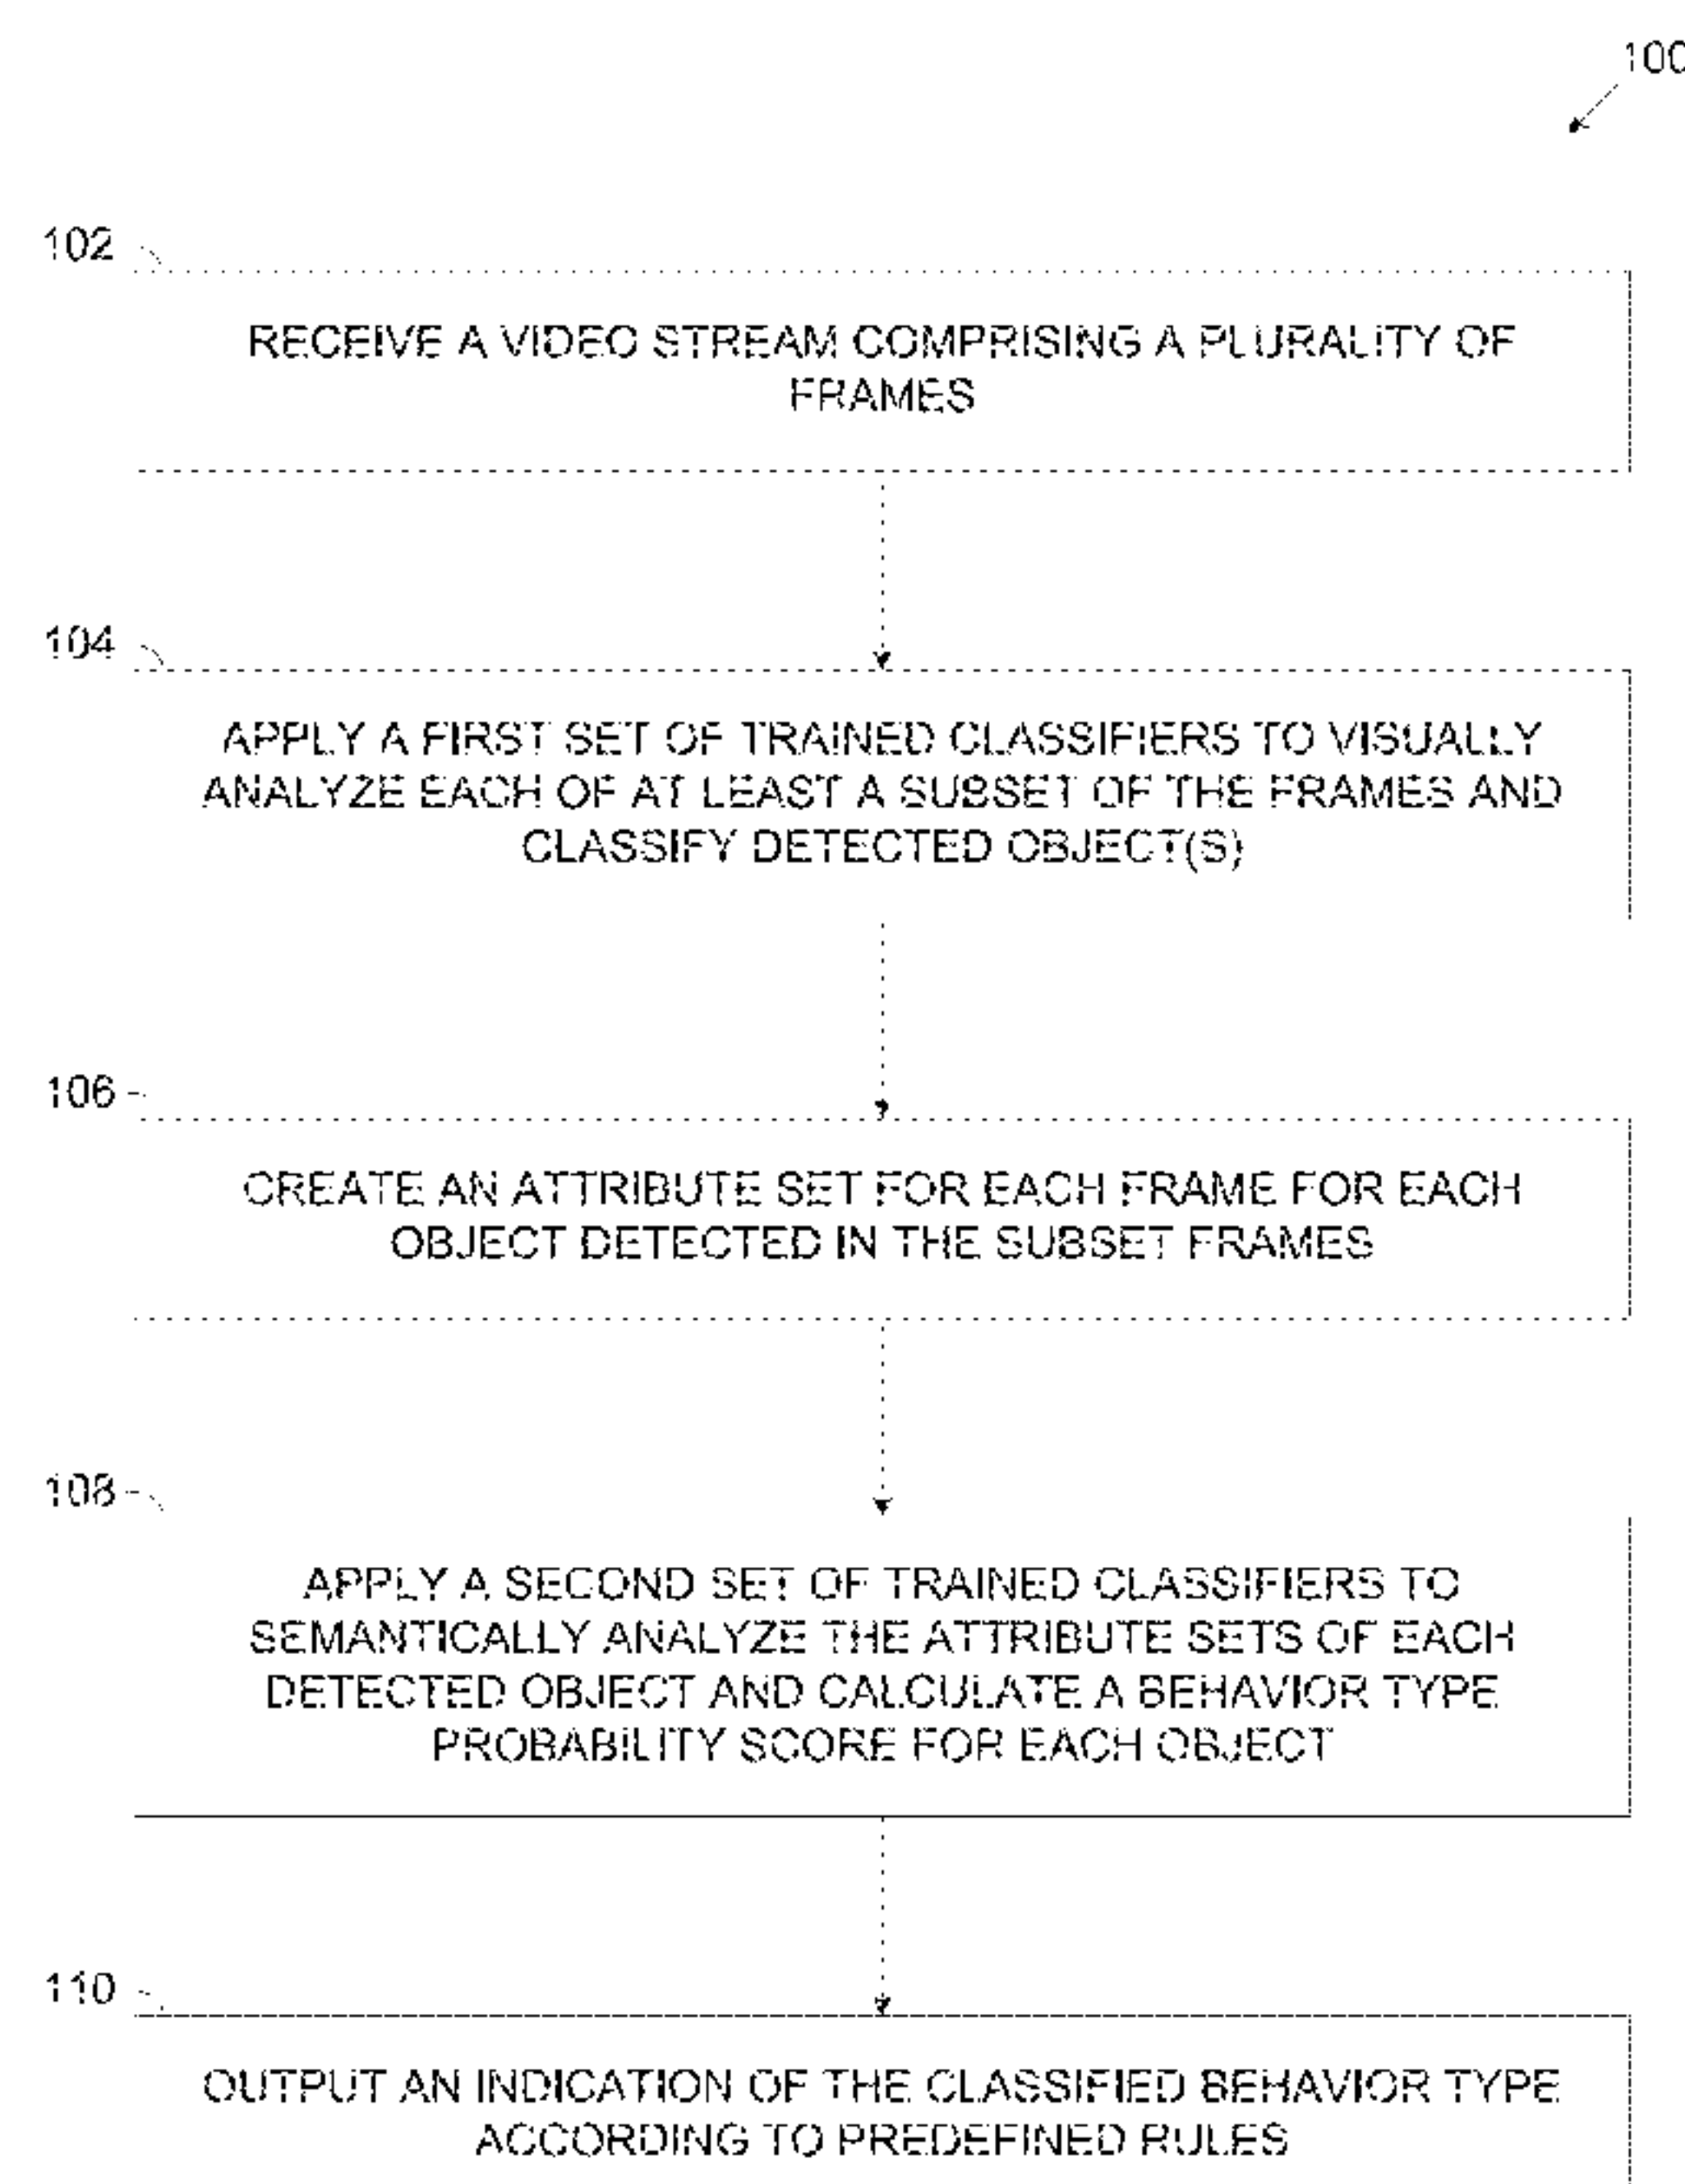 100
102
RECEIVE A VIDEO STREAM COMPRISING A PLURALITY OF
FRAMES
104
APPLY A FIRST SET OF TRAINED CLASSIFIERS TO VISUALLY
ANALYZE EACH OF AT LEAST A SUBSET OF THE FRAMES AND
CLASSIFY DETECTED OBJECT(S)
106
CREATE AN ATTRIBUTE SET FOR EACH FRAME FOR EACH
OBJECT DETECTED IN THE SUBSET FRAMES
108
APPLY A SECOND SET OF TRAINED CLASSIFIERS TO
SEMANTICALLY ANALYZE THE ATTRIBUTE SETS OF EACH
DETECTED OBJECT AND CALCULATE A BEHAVIOR TYPE
PROBABILITY SCORE FOR EACH OBJECT
110
OUTPUT AN INDICATION OF THE CLASSIFIED BEHAVIOR TYPE
ACCORDING TO PREDEFINED RULES